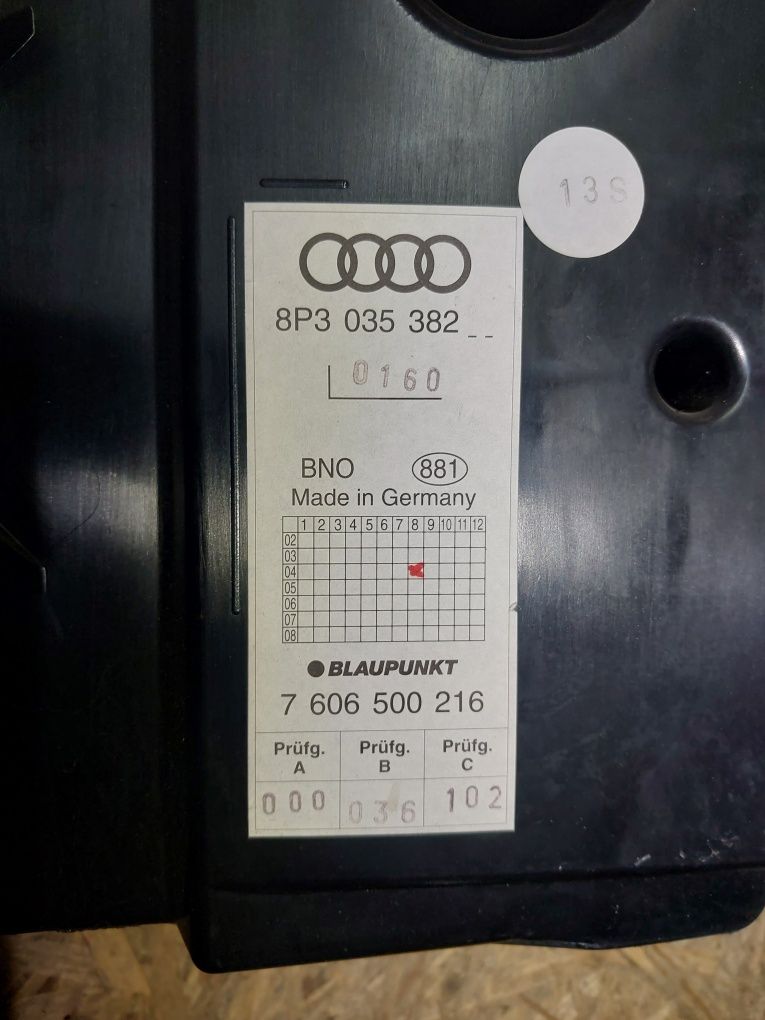 13S
8P3 035 382 _ _
0160
BNO 881
Made in Germany
1 2 3 4 5 6 7 8 9 10 11 12
02
03
04
05
06
07
08
BLAUPUNKT
7 606 500 216
Prüfg. A Prüfg. B Prüfg. C
000 036 102